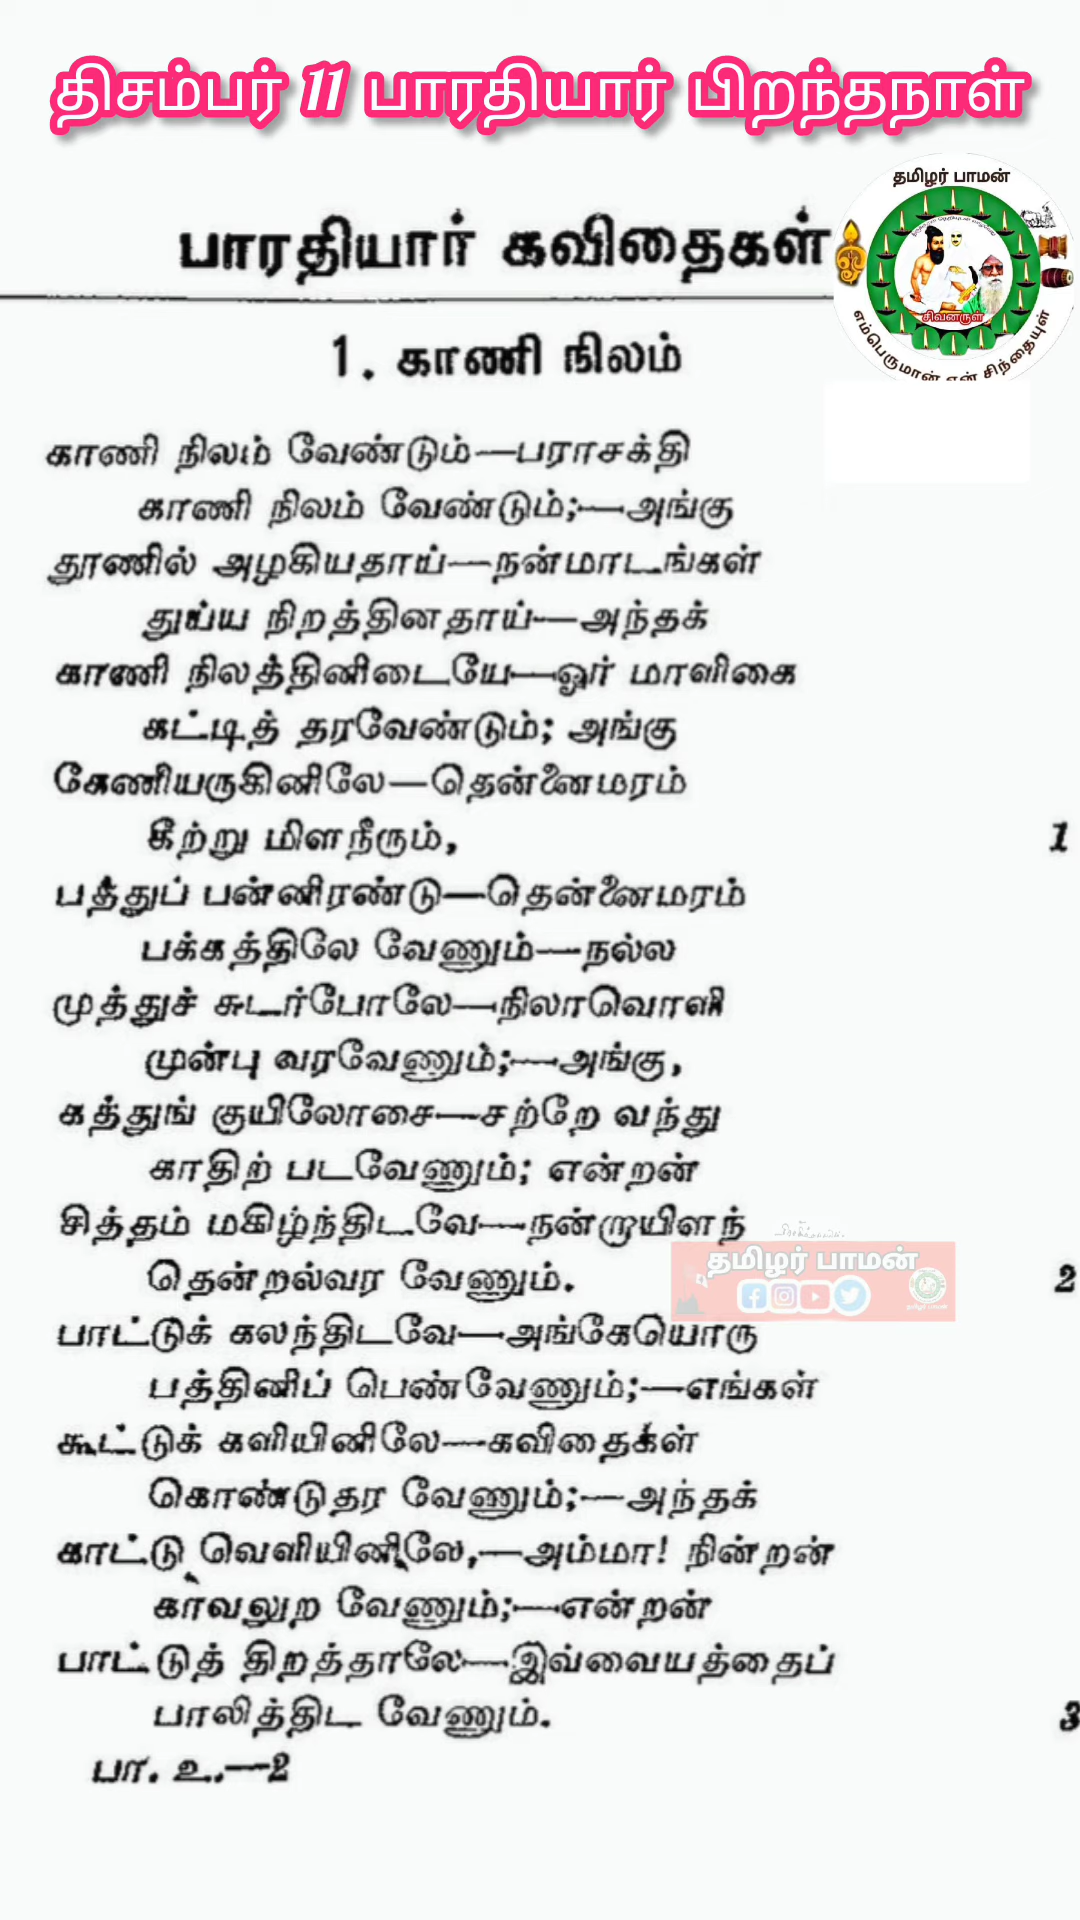 திசம்பர் 11 பாரதியார் பிறந்தநாள்
தமிழர் பாமன்
சிவனருள்
எம்பெருமான் என் சிந்தையுள்
பாரதியார் கவிதைகள்
1. காணி நிலம்
காணி நிலம் வேண்டும்—பராசக்தி
காணி நிலம் வேண்டும்;—அங்கு
தூணில் அழகியதாய்—நன்மாடங்கள்
துய்ய நிறத்தினதாய்—அந்தக்
காணி நிலத்தினிடையே—ஓர் மாளிகை
கட்டித் தரவேண்டும்; அங்கு
கேணியருகினிலே—தென்னைமரம்
கீற்று மிளநீரும், 1
பத்துப் பன்னிரண்டு—தென்னைமரம்
பக்கத்திலே வேணும்—நல்ல
முத்துச் சுடர்போலே—நிலாவொளி
முன்பு வரவேணும்;—அங்கு,
கத்துங் குயிலோசை—சற்றே வந்து
காதிற் படவேணும்; என்றன்
சித்தம் மகிழ்ந்திடவே—நன்றாயிளந்
தென்றல்வர வேணும். 2
தமிழர் பாமன்
பாட்டுக் கலந்திடவே—அங்கேயொரு
பத்தினிப் பெண்வேணும்;—எங்கள்
கூட்டுக் களியினிலே—கவிதைகள்
கொண்டுதர வேணும்;—அந்தக்
காட்டு வெளியினிலே,—அம்மா! நின்றன்
காவலுற வேணும்;—என்றன்
பாட்டுத் திறத்தாலே—இவ்வையத்தைப்
பாலித்திட வேணும். 3
பா. உ.—2